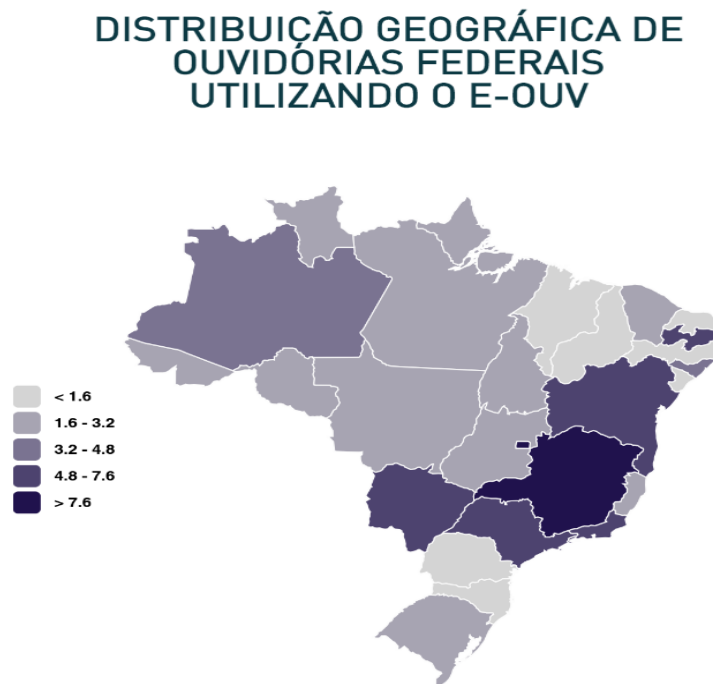 DISTRIBUIÇÃO GEOGRÁFICA DE
OUVIDÓRIAS FEDERAIS
UTILIZANDO O E-OUV
< 1.6
1.6 - 3.2
3.2 - 4.8
4.8 - 7.6
> 7.6